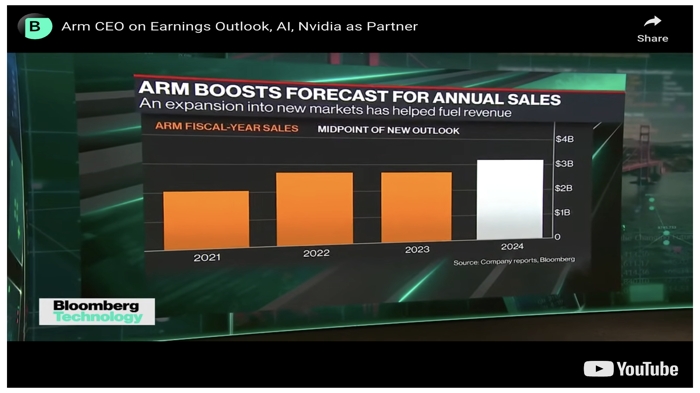 B
Arm CEO on Earnings Outlook, AI, Nvidia as Partner
Share
ARM BOOSTS FORECAST FOR ANNUAL SALES
An expansion into new markets has helped fuel revenue
ARM FISCAL-YEAR SALES MIDPOINT OF NEW OUTLOOK
$4B
$3B
$2B
$1B
0
2021 2022 2023 2024
Source: Company reports, Bloomberg
Bloomberg
Technology
YouTube